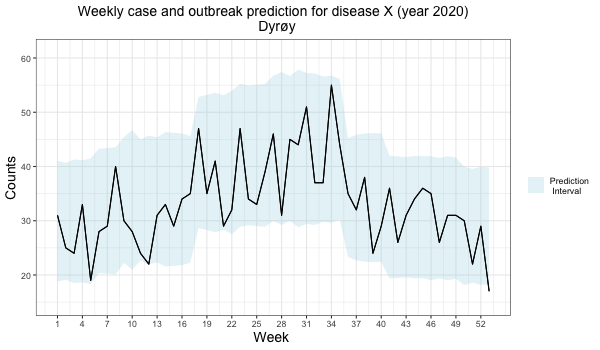 Weekly case and outbreak prediction for disease X (year 2020)
Dyrøy
Counts
60
50
40
30
20
1 4 7 10 13 16 19 22 25 28 31 34 37 40 43 46 49 52
Week
Prediction
Interval